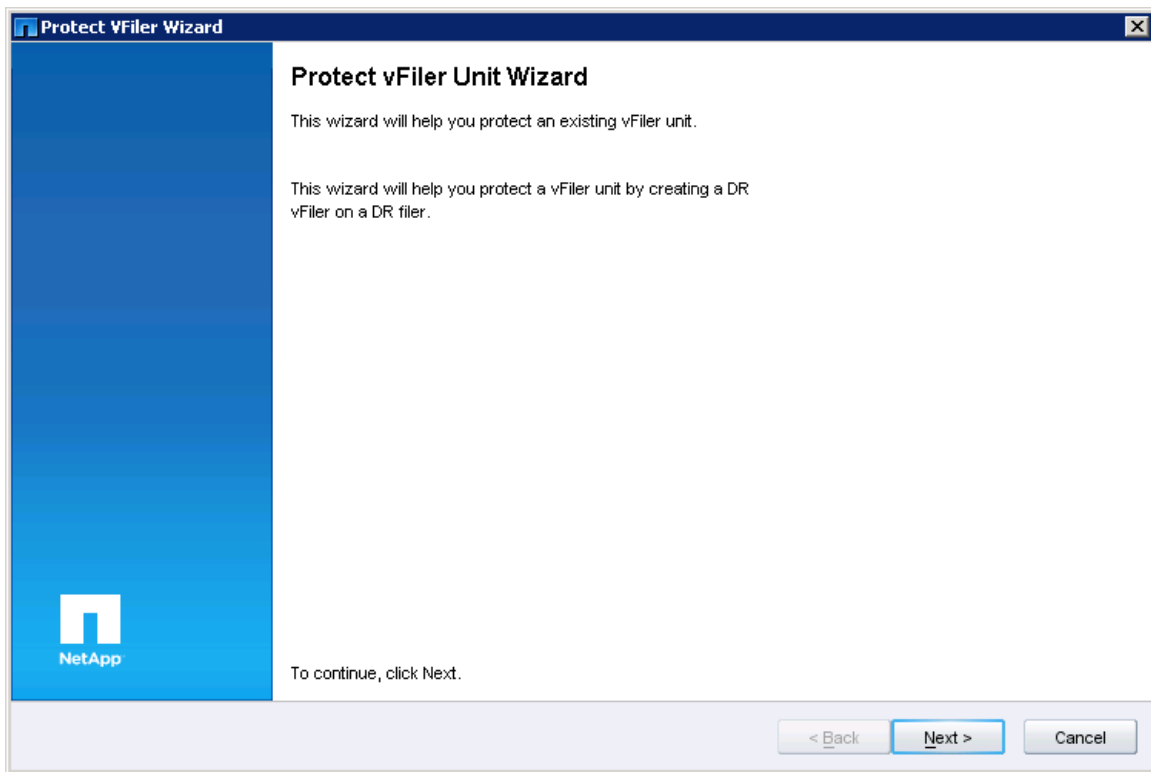 Protect VFiler Wizard
Protect vFiler Unit Wizard
This wizard will help you protect an existing vFiler unit.
This wizard will help you protect a vFiler unit by creating a DR
vFiler on a DR filer.
NetApp
To continue, click Next.
< Back
Next >
Cancel